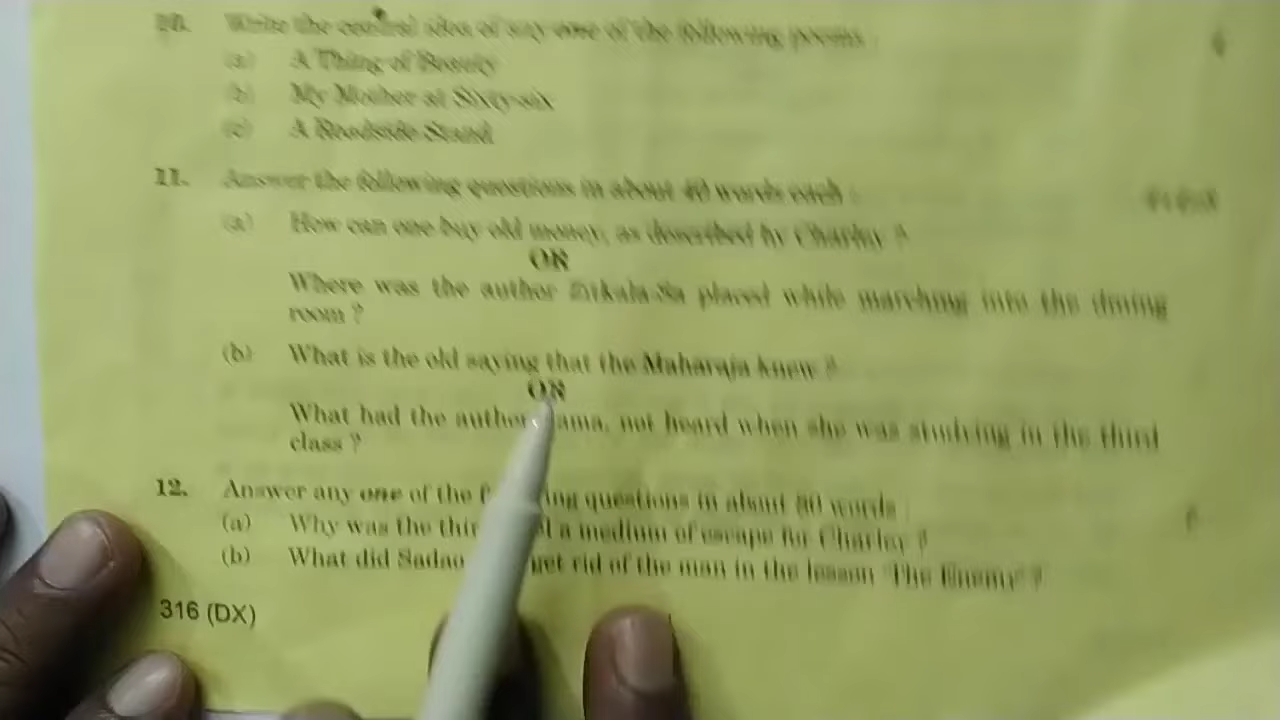 10. Write the central idea of any one of the following poems :
(a) A Thing of Beauty
(b) My Mother at Sixty-six
(c) A Roadside Stand
11. Answer the following questions in about 40 words each :
(a) How can one buy old money, as described by Charley ?
OR
Where was the author Zitkala-Sa placed while marching into the dining
room ?
(b) What is the old saying that the Maharaja knew ?
OR
What had the author ama, not heard when she was studying in the third
class ?
12. Answer any one of the ing questions in about 80 words :
(a) Why was the a medium of escape for Charley ?
(b) What did Sadao get rid of the man in the lesson 'The Enemy' ?
316 (DX)